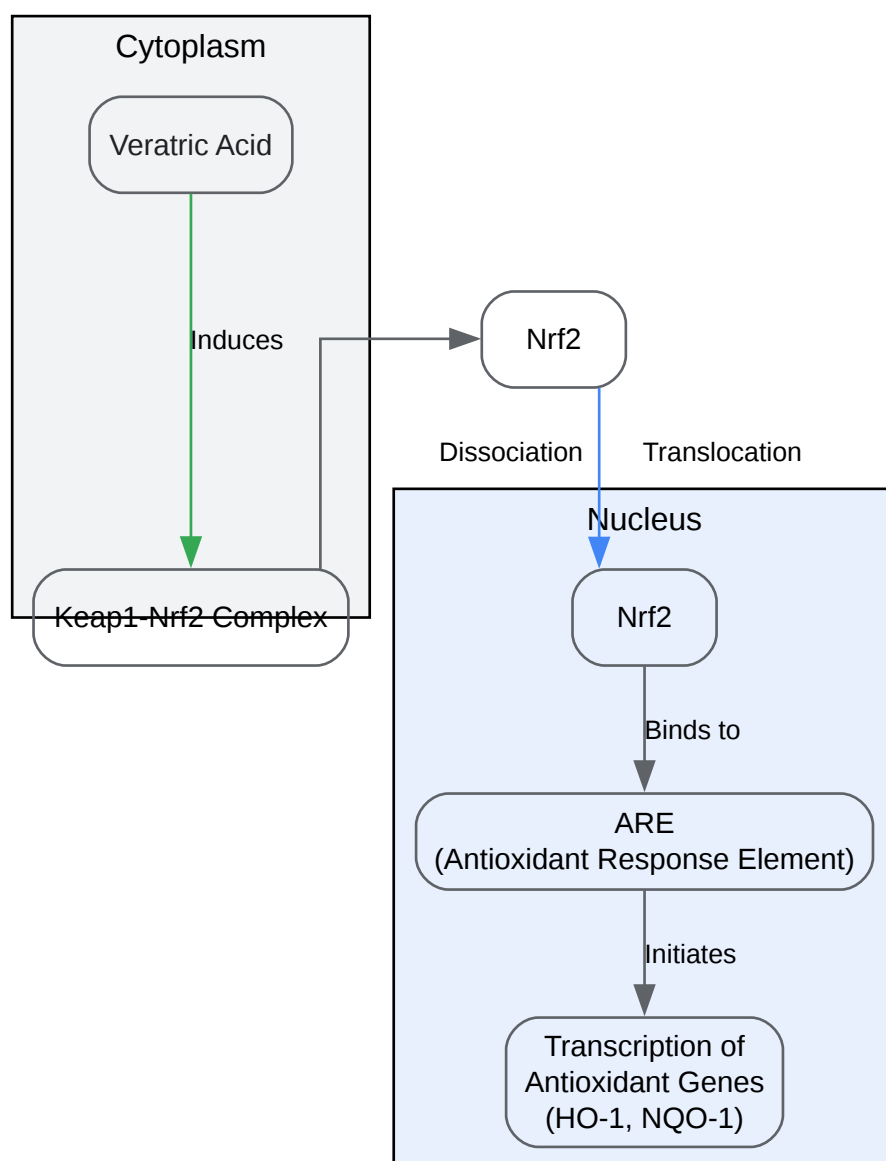 Cytoplasm
Veratric Acid
Induces
Nrf2
Dissociation
Translocation
Nucleus
Keap1-Nrf2 Complex
Nrf2
Binds to
ARE
(Antioxidant Response Element)
Initiates
Transcription of
Antioxidant Genes
(HO-1, NQO-1)